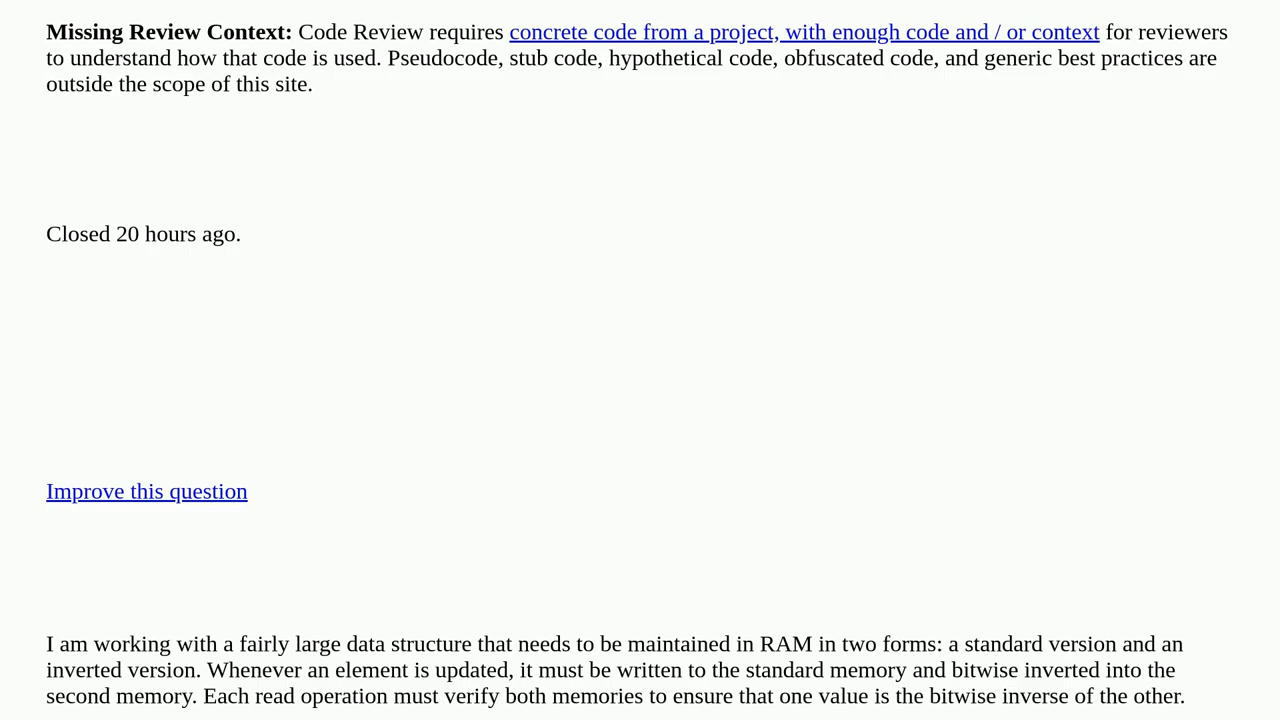 Missing Review Context: Code Review requires concrete code from a project, with enough code and / or context for reviewers
to understand how that code is used. Pseudocode, stub code, hypothetical code, obfuscated code, and generic best practices are
outside the scope of this site.
Closed 20 hours ago.
Improve this question
I am working with a fairly large data structure that needs to be maintained in RAM in two forms: a standard version and an
inverted version. Whenever an element is updated, it must be written to the standard memory and bitwise inverted into the
second memory. Each read operation must verify both memories to ensure that one value is the bitwise inverse of the other.